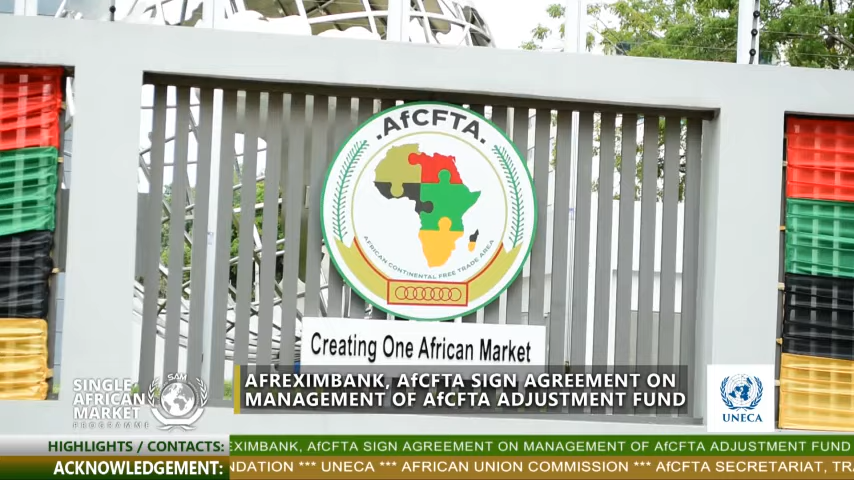 .AfCFTA.
AFRICAN CONTINENTAL FREE TRADE AREA
Creating One African Market
AFREXIMBANK, AfCFTA SIGN AGREEMENT ON
MANAGEMENT OF AfCFTA ADJUSTMENT FUND
SINGLE
AFRICAN
MARKET
PROGRAMME
SAM
UNECA
HIGHLIGHTS / CONTACTS: EXIMBANK, AfCFTA SIGN AGREEMENT ON MANAGEMENT OF AfCFTA ADJUSTMENT FUND
ACKNOWLEDGEMENT: NDATION *** UNECA *** AFRICAN UNION COMMISSION *** AfCFTA SECRETARIAT, TRA